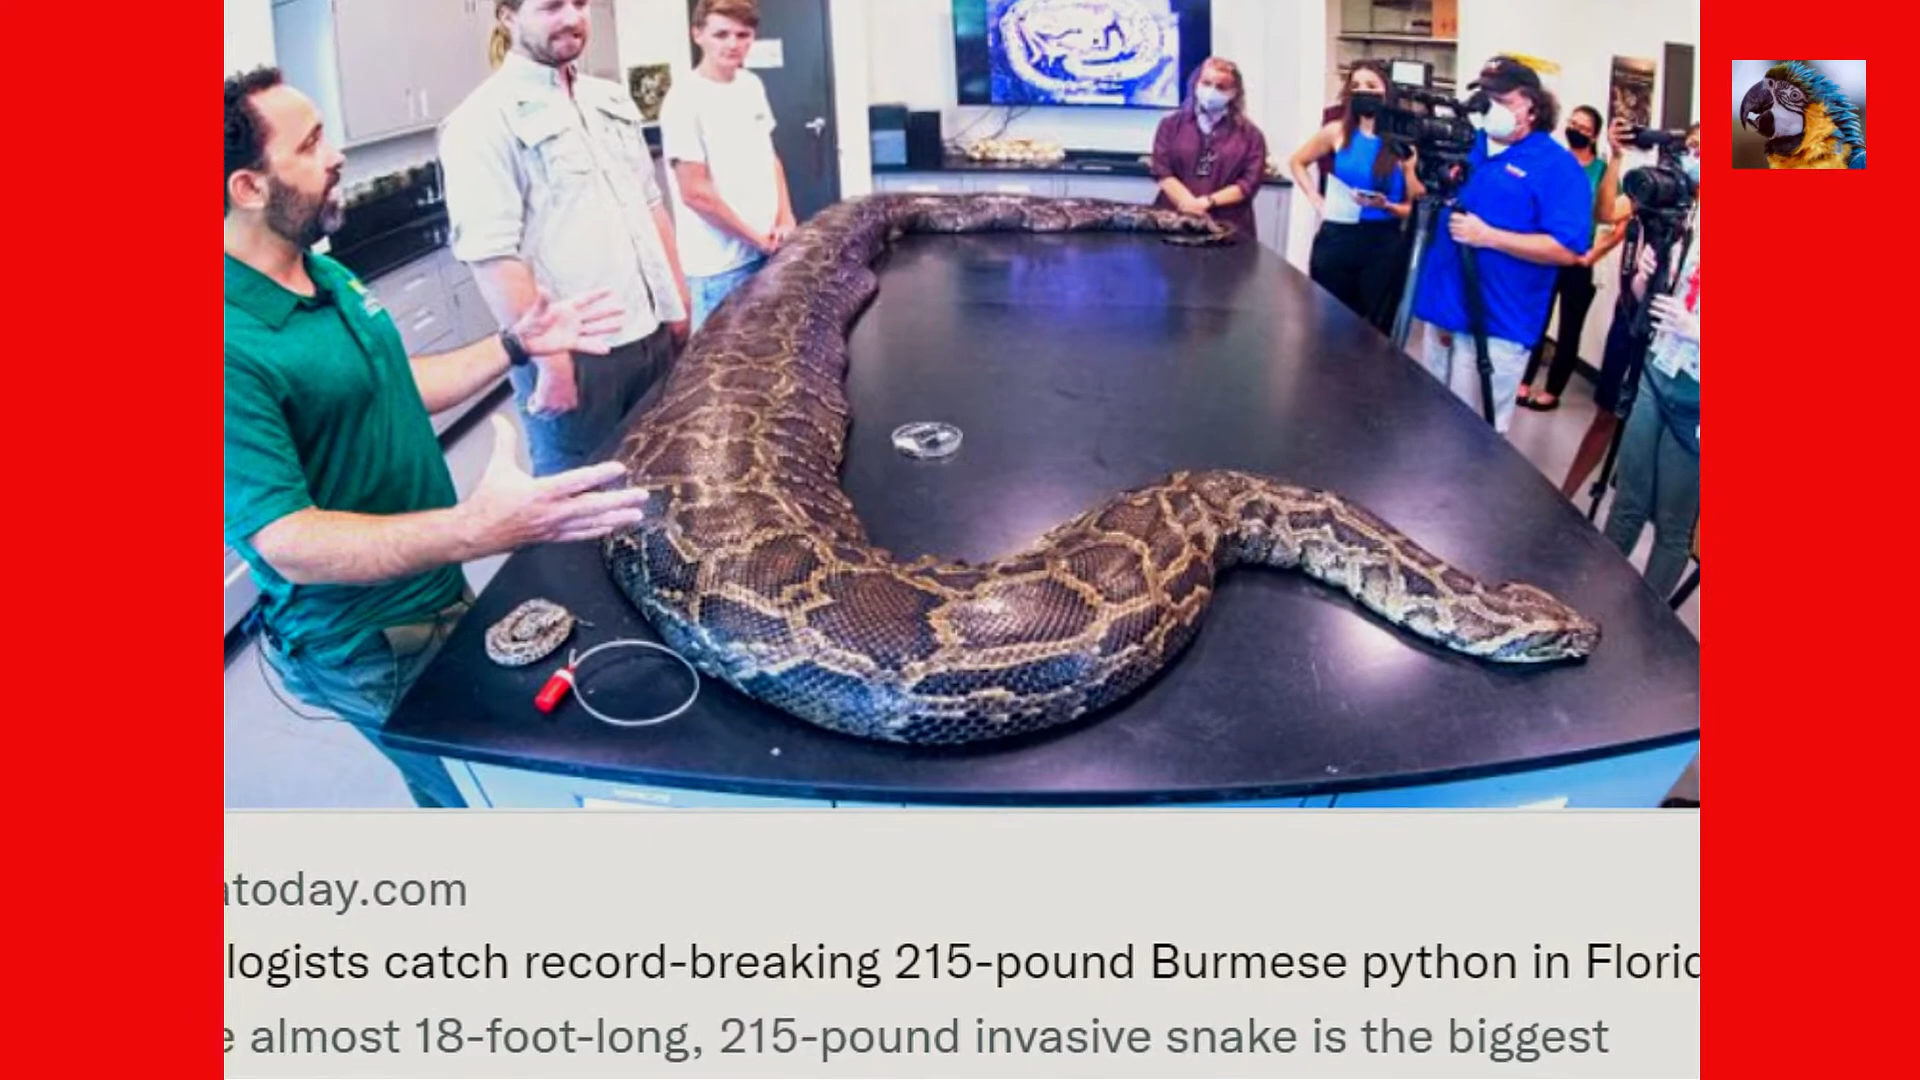 atoday.com
logists catch record-breaking 215-pound Burmese python in Floric
e almost 18-foot-long, 215-pound invasive snake is the biggest